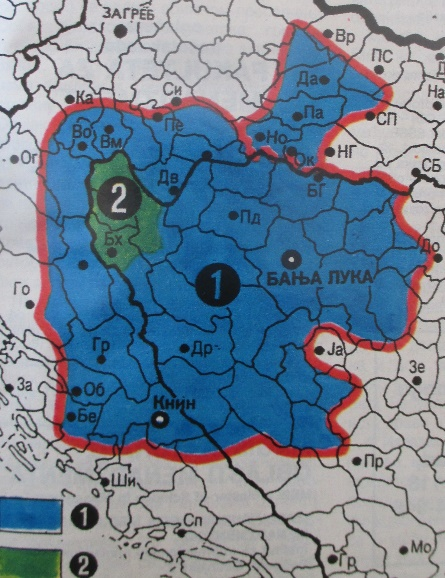 ЗАГРЕБ
Вр
ПС
Да
На
Ка
Си
Па
СП
Пе
Во
Вм
Но
Ок
НГ
Ог
Дв
БГ
СБ
2
Пд
Бх
До
1
БАЊА ЛУКА
Го
Гр
Др
Ја
За
Об
Зе
Бе
Книн
Пр
Ши
1
Сп
2
Гр
Мо